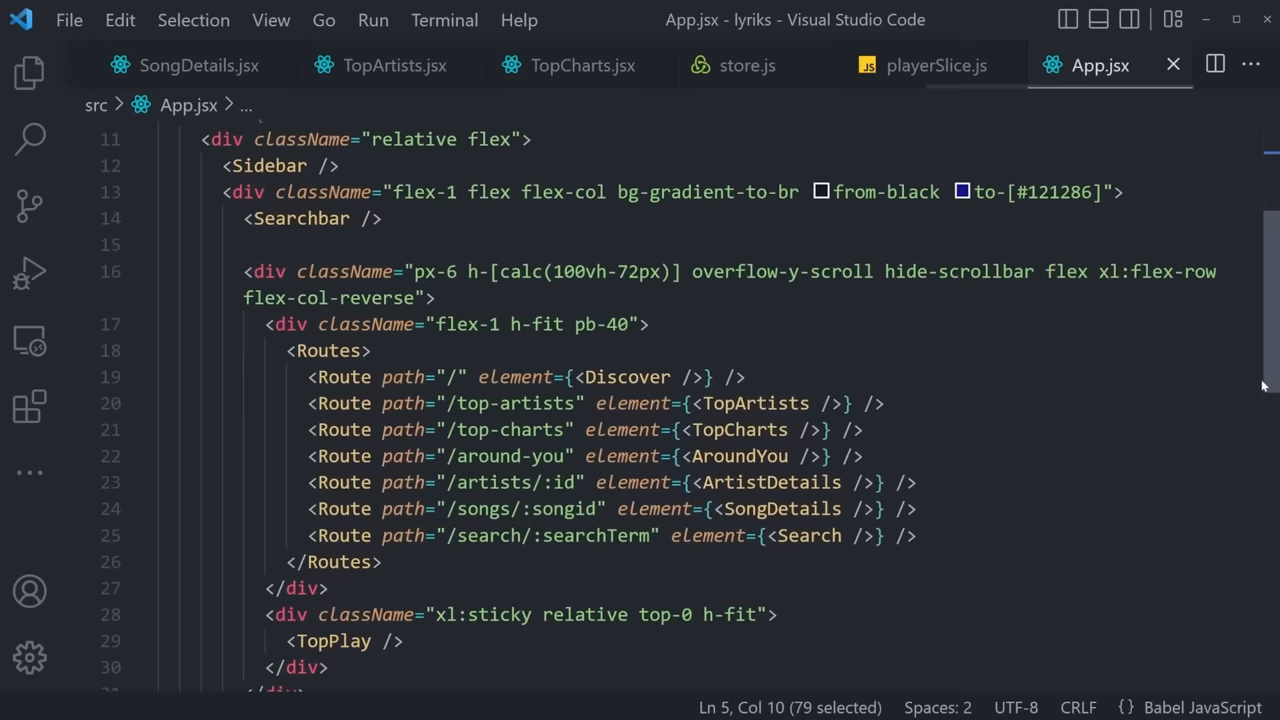 File Edit Selection View Go Run Terminal Help App.jsx - lyriks - Visual Studio Code
SongDetails.jsx TopArtists.jsx TopCharts.jsx store.js JS playerSlice.js App.jsx
src > App.jsx > ...
11 <div className="relative flex">
12 <Sidebar />
13 <div className="flex-1 flex flex-col bg-gradient-to-br from-black to-[#121286]">
14 <Searchbar />
15
16 <div className="px-6 h-[calc(100vh-72px)] overflow-y-scroll hide-scrollbar flex xl:flex-row
flex-col-reverse">
17 <div className="flex-1 h-fit pb-40">
18 <Routes>
19 <Route path="/" element={<Discover />} />
20 <Route path="/top-artists" element={<TopArtists />} />
21 <Route path="/top-charts" element={<TopCharts />} />
22 <Route path="/around-you" element={<AroundYou />} />
23 <Route path="/artists/:id" element={<ArtistDetails />} />
24 <Route path="/songs/:songid" element={<SongDetails />} />
25 <Route path="/search/:searchTerm" element={<Search />} />
26 </Routes>
27 </div>
28 <div className="xl:sticky relative top-0 h-fit">
29 <TopPlay />
30 </div>
Ln 5, Col 10 (79 selected) Spaces: 2 UTF-8 CRLF {} Babel JavaScript